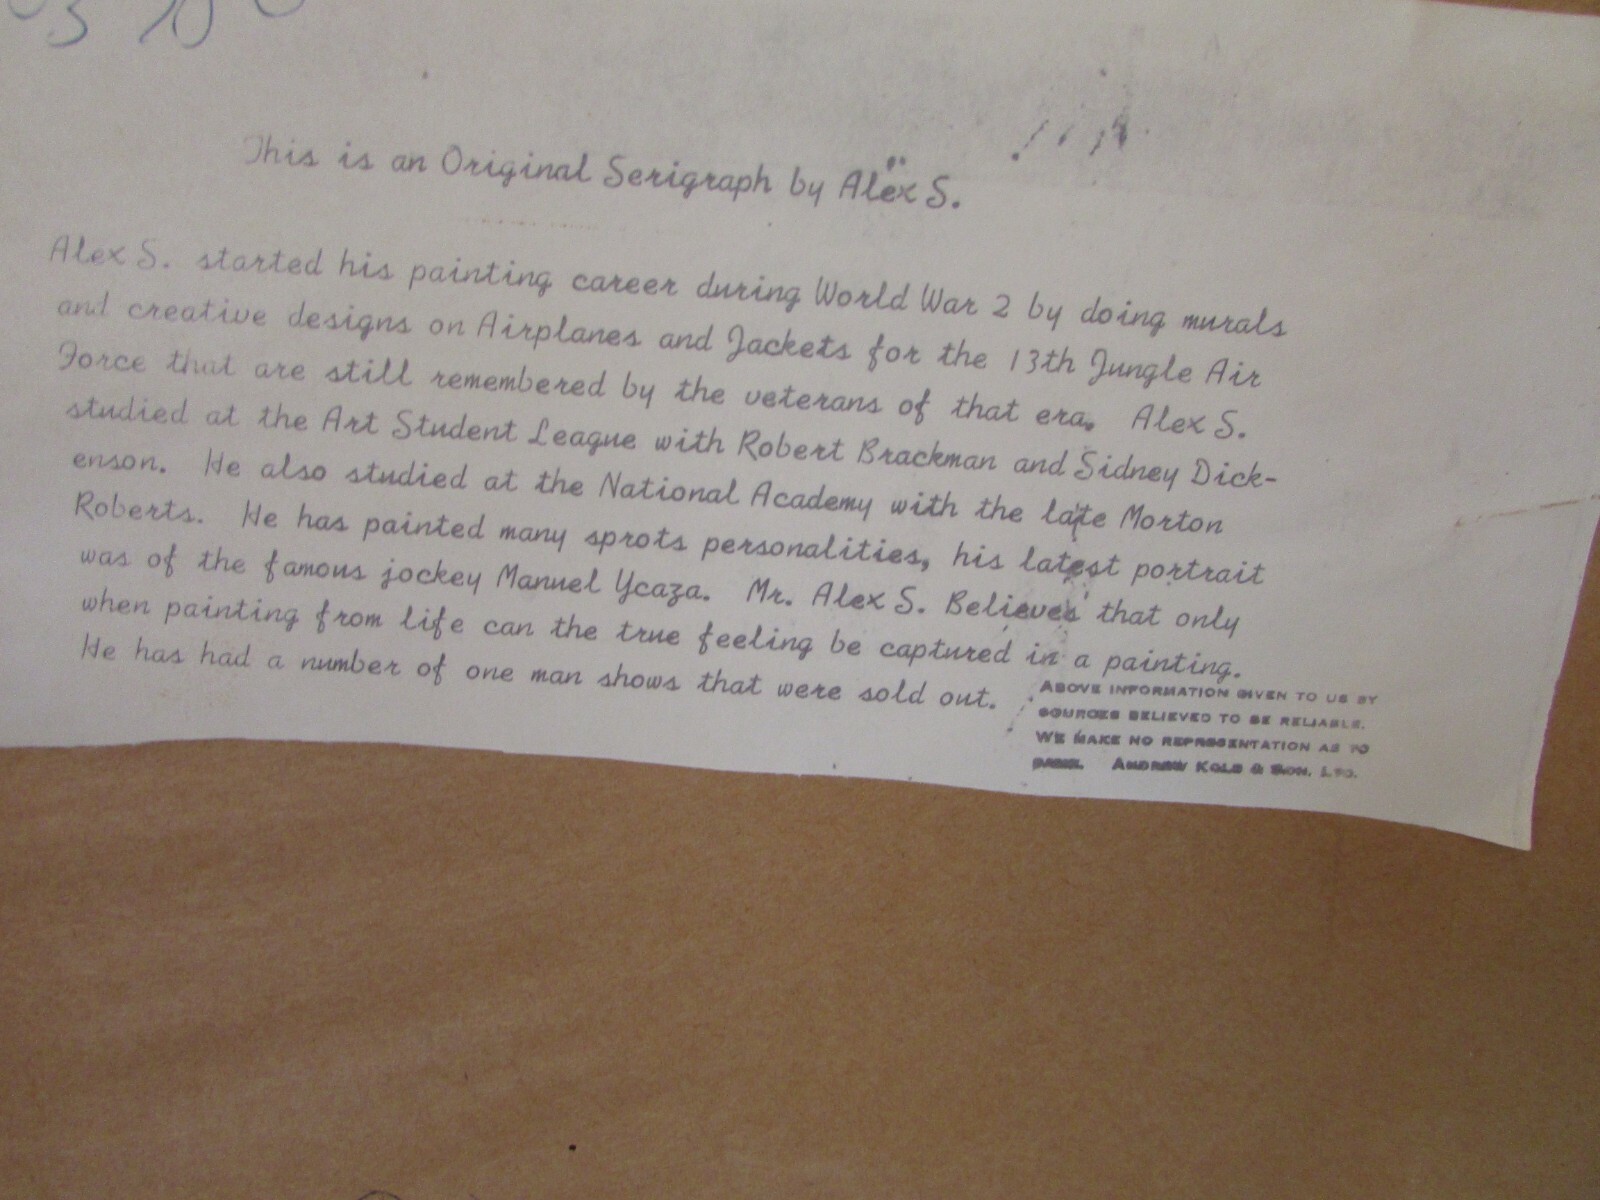 This is an Original Serigraph by Alex S.
Alex S. started his painting career during World War 2 by doing murals
and creative designs on Airplanes and Jackets for the 13th Jungle Air
Force that are still remembered by the veterans of that era. Alex S.
studied at the Art Student League with Robert Brackman and Sidney Dick-
enson. He also studied at the National Academy with the late Morton
Roberts. He has painted many sprots personalities, his latest portrait
was of the famous jockey Manuel Ycaza. Mr. Alex S. Believes that only
when painting from life can the true feeling be captured in a painting.
He has had a number of one man shows that were sold out.
ABOVE INFORMATION GIVEN TO US BY
SOURCES BELIEVED TO BE RELIABLE.
WE MAKE NO REPRESENTATION AS TO
ANDREW KOLB & SON, LTD.